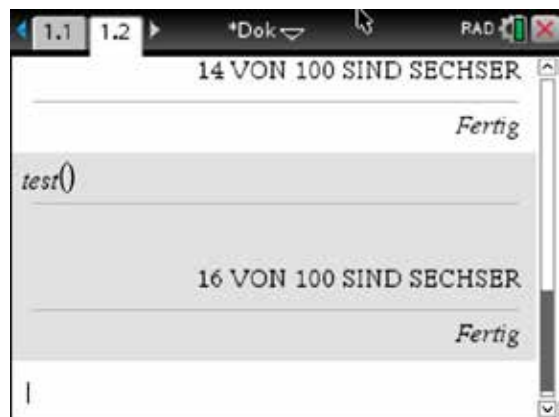 1.1 1.2 *Dok RAD
14 VON 100 SIND SECHSER
Fertig
test()
16 VON 100 SIND SECHSER
Fertig